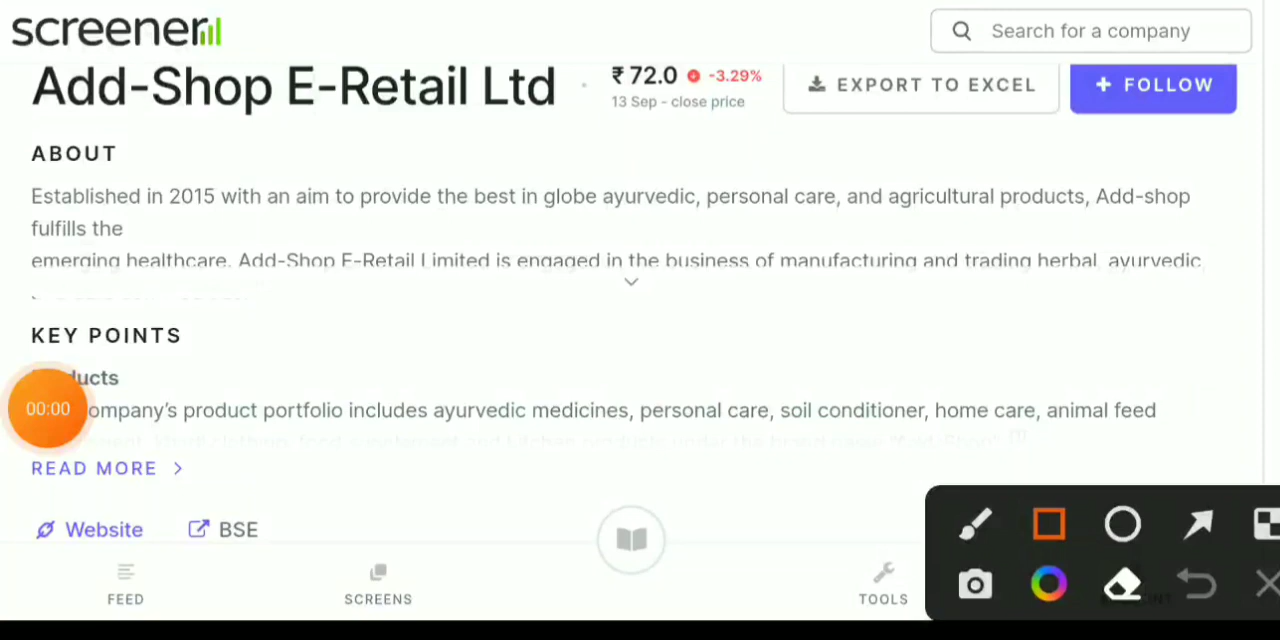 screener
Search for a company
Add-Shop E-Retail Ltd
₹ 72.0 -3.29%
13 Sep - close price
EXPORT TO EXCEL
+ FOLLOW
ABOUT
Established in 2015 with an aim to provide the best in globe ayurvedic, personal care, and agricultural products, Add-shop
fulfills the
emerging healthcare. Add-Shop E-Retail Limited is engaged in the business of manufacturing and trading herbal, ayurvedic
KEY POINTS
ducts
00:00
ompany's product portfolio includes ayurvedic medicines, personal care, soil conditioner, home care, animal feed
READ MORE >
Website
BSE
FEED
SCREENS
TOOLS